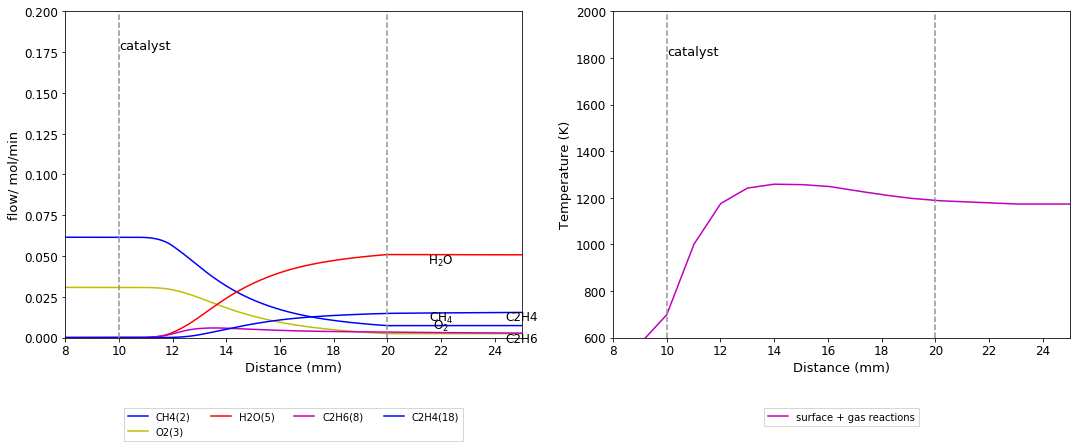 0.200
0.175
0.150
0.125
0.100
0.075
0.050
0.025
0.000
flow/ mol/min
catalyst
H₂O
CH₄
C2H4
O₂
C2H6
8 10 12 14 16 18 20 22 24
Distance (mm)
CH4(2) H2O(5) C2H6(8) C2H4(18)
O2(3)
2000
1800
1600
1400
1200
1000
800
600
Temperature (K)
catalyst
8 10 12 14 16 18 20 22 24
Distance (mm)
surface + gas reactions